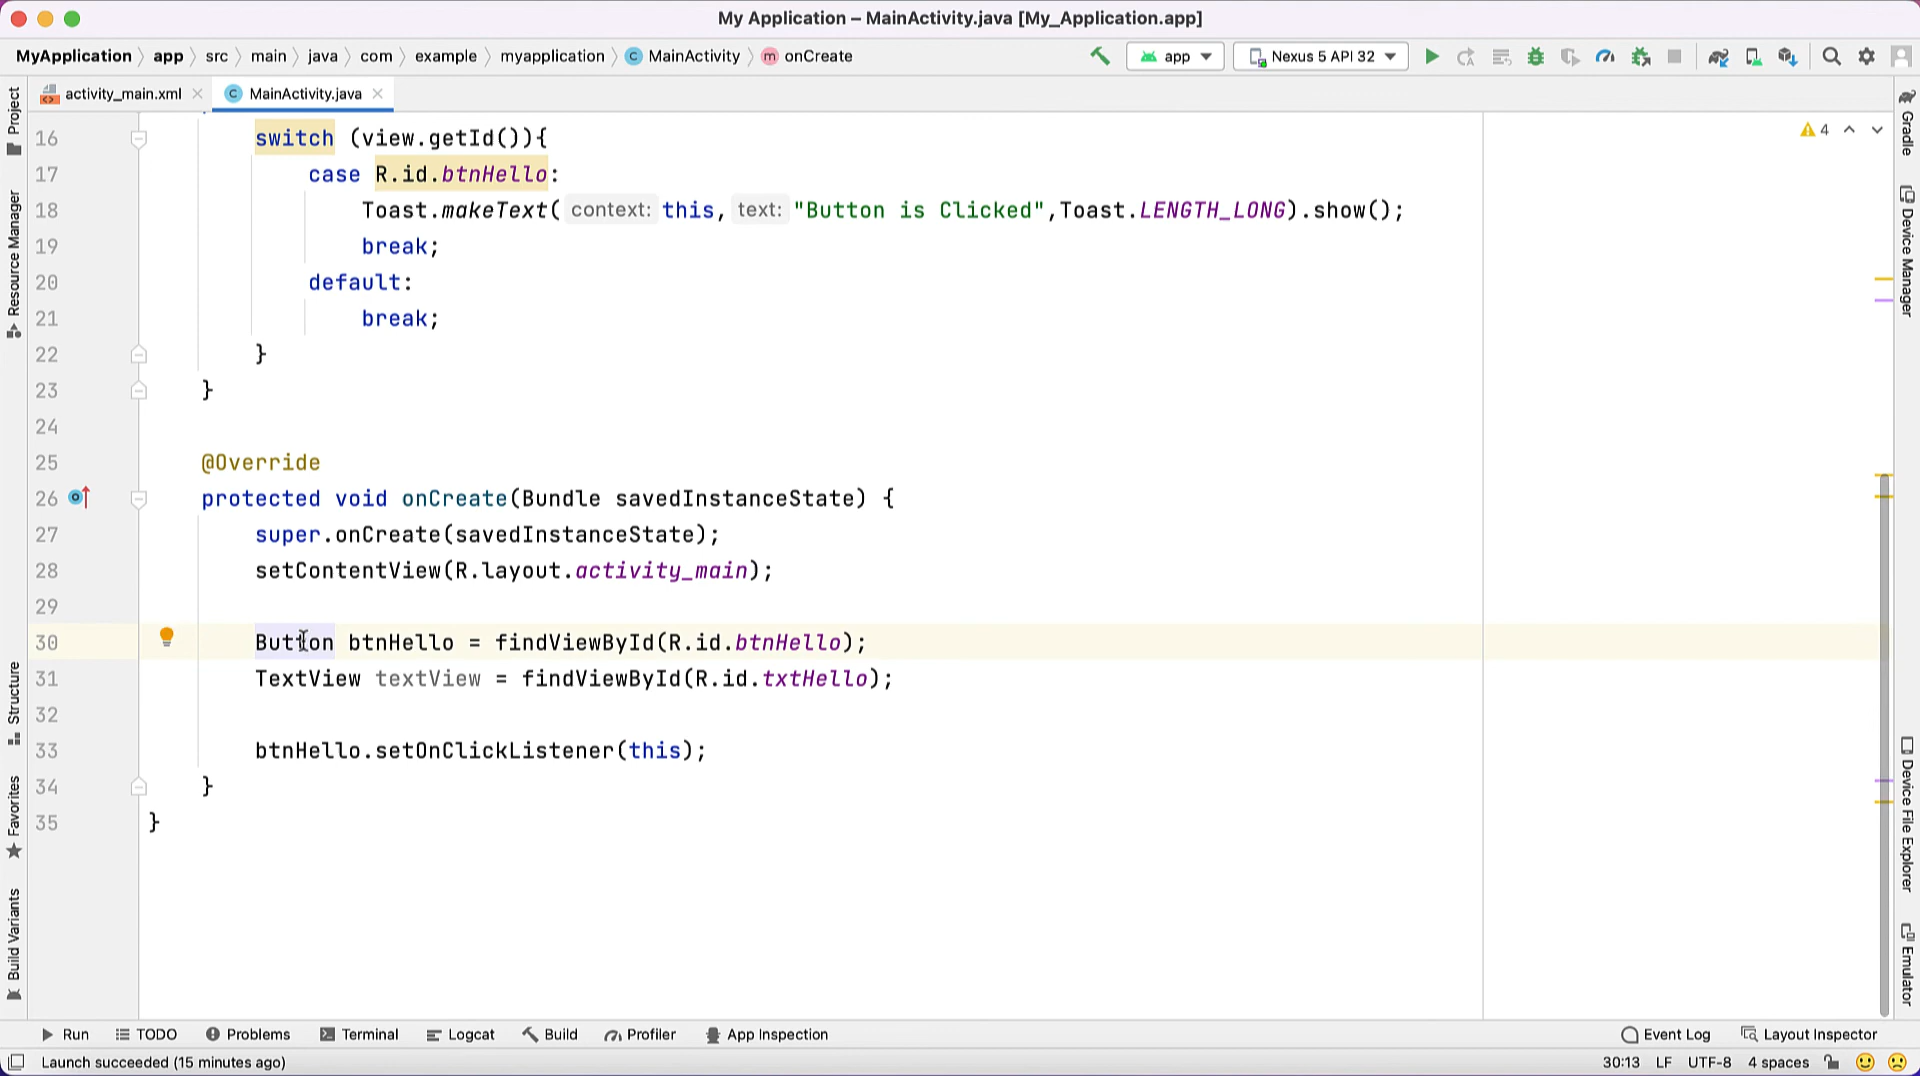 My Application – MainActivity.java [My_Application.app]
MyApplication app src main java com example myapplication MainActivity onCreate
app Nexus 5 API 32
activity_main.xml MainActivity.java
4
16 switch (view.getId()){
17 case R.id.btnHello:
18 Toast.makeText( context: this, text: "Button is Clicked",Toast.LENGTH_LONG).show();
19 break;
20 default:
21 break;
22 }
23 }
24
25 @Override
26 protected void onCreate(Bundle savedInstanceState) {
27 super.onCreate(savedInstanceState);
28 setContentView(R.layout.activity_main);
29
30 Button btnHello = findViewById(R.id.btnHello);
31 TextView textView = findViewById(R.id.txtHello);
32
33 btnHello.setOnClickListener(this);
34 }
35 }
Project
Resource Manager
Structure
Favorites
Build Variants
Gradle
Device Manager
Device File Explorer
Emulator
Run TODO Problems Terminal Logcat Build Profiler App Inspection Event Log Layout Inspector
Launch succeeded (15 minutes ago) 30:13 LF UTF-8 4 spaces